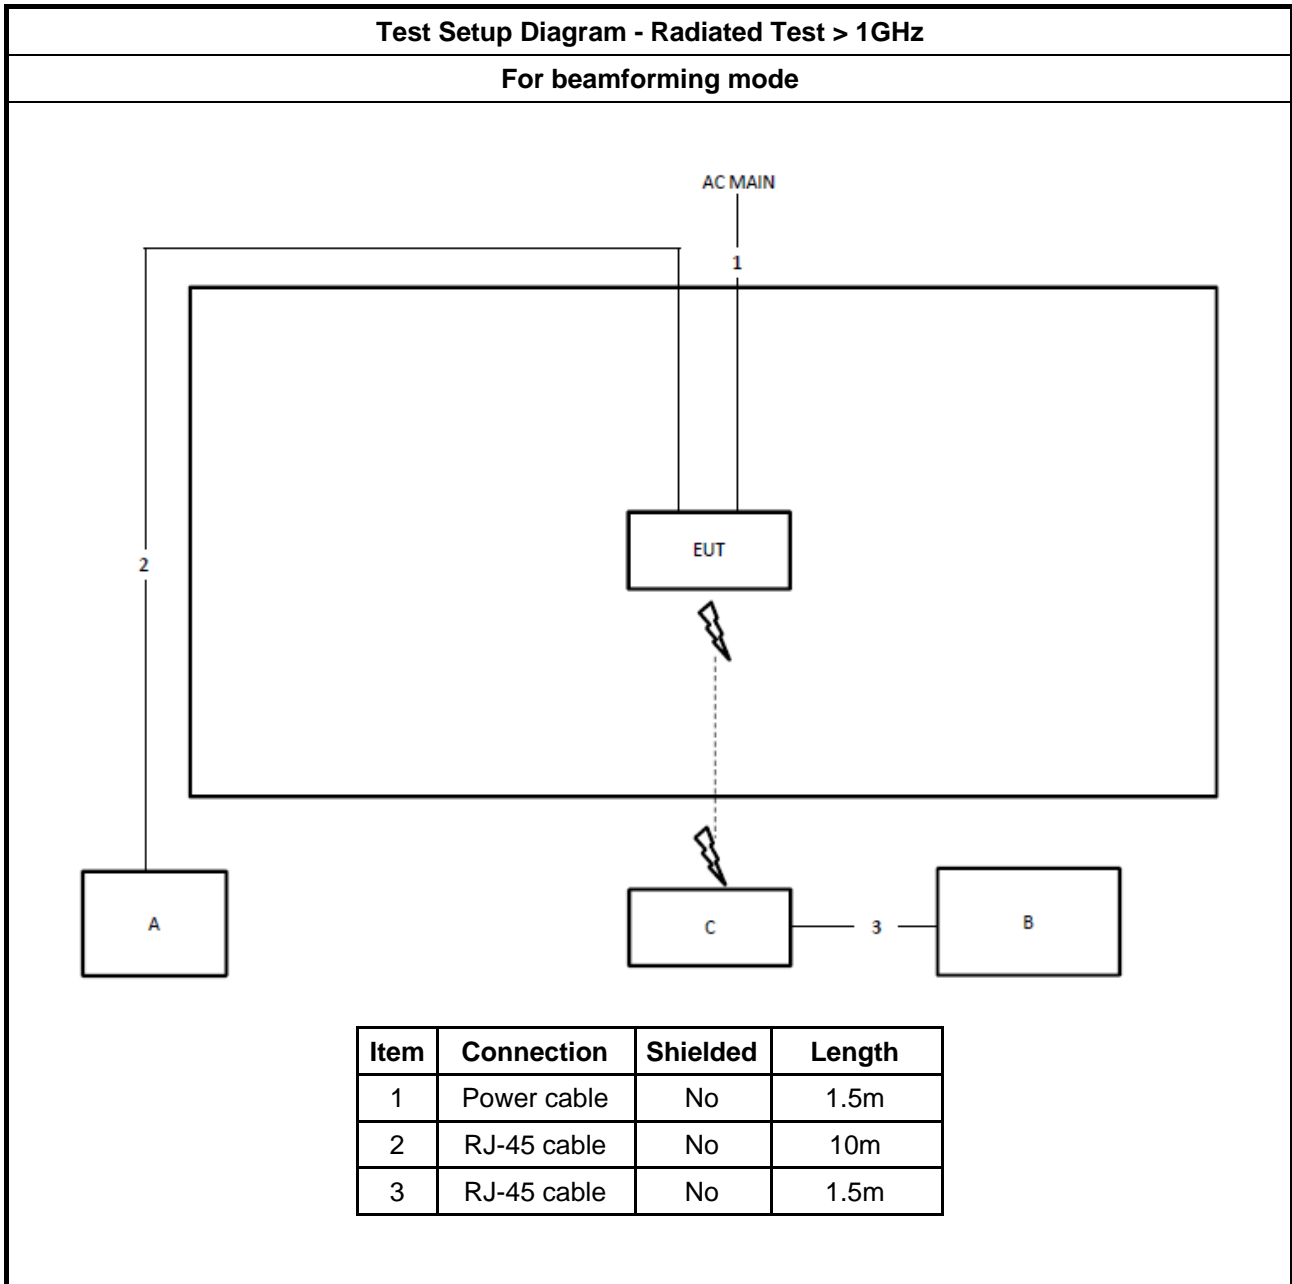 Test Setup Diagram - Radiated Test > 1GHz
For beamforming mode
AC MAIN
1
2
EUT
A
C
3
B
Item Connection Shielded Length
1 Power cable No 1.5m
2 RJ-45 cable No 10m
3 RJ-45 cable No 1.5m